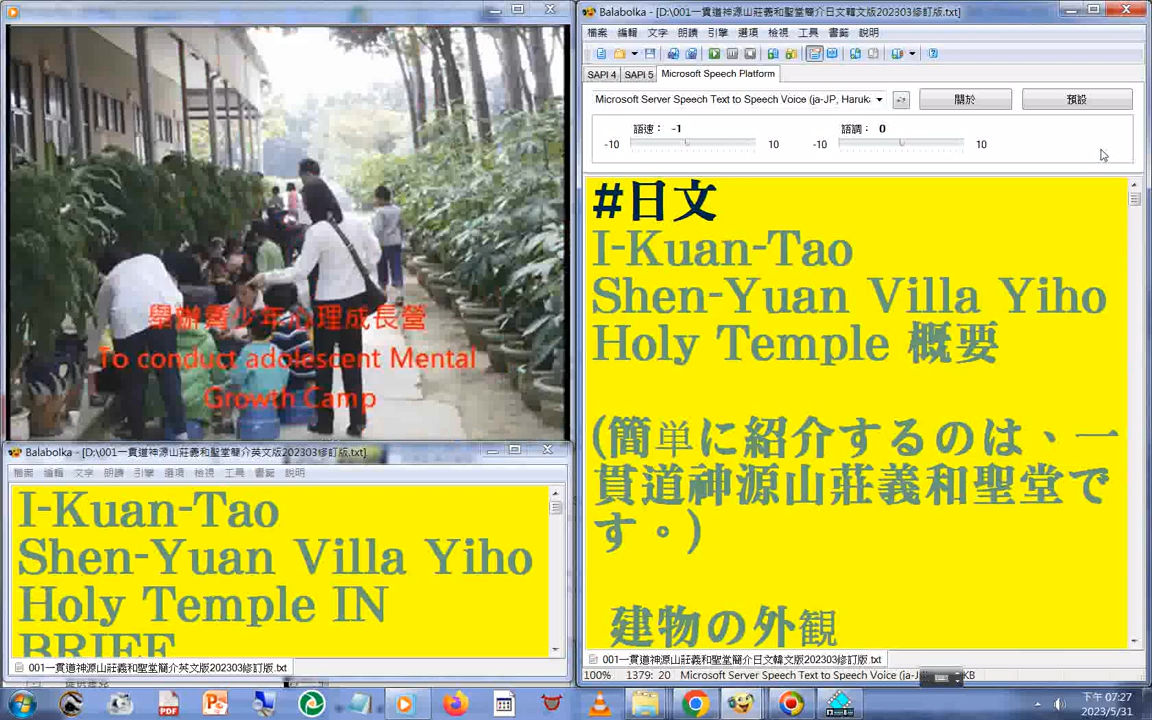 舉辦青少年心理成長營
To conduct adolescent Mental
Growth Camp
Balabolka - [D:\001一貫道神源山莊義和聖堂簡介英文版202303修訂版.txt]
檔案 編輯 文字 朗讀 引擎 選項 檢視 工具 書籤 說明
I-Kuan-Tao
Shen-Yuan Villa Yiho
Holy Temple IN
BRIEF
001一貫道神源山莊義和聖堂簡介英文版202303修訂版.txt
Balabolka - [D:\001一貫道神源山莊義和聖堂簡介日文韓文版202303修訂版.txt]
檔案 編輯 文字 朗讀 引擎 選項 檢視 工具 書籤 說明
SAPI 4 SAPI 5 Microsoft Speech Platform
Microsoft Server Speech Text to Speech Voice (ja-JP, Haruk
關於 預設
語速： -1 語調： 0
-10 10 -10 10
#日文
I-Kuan-Tao
Shen-Yuan Villa Yiho
Holy Temple 概要
(簡単に紹介するのは、一
貫道神源山莊義和聖堂で
す。)
建物の外観
001一貫道神源山莊義和聖堂簡介日文韓文版202303修訂版.txt
100% 1379: 20 Microsoft Server Speech Text to Speech Voice (ja-J KB
PDF
下午 07:27
2023/5/31